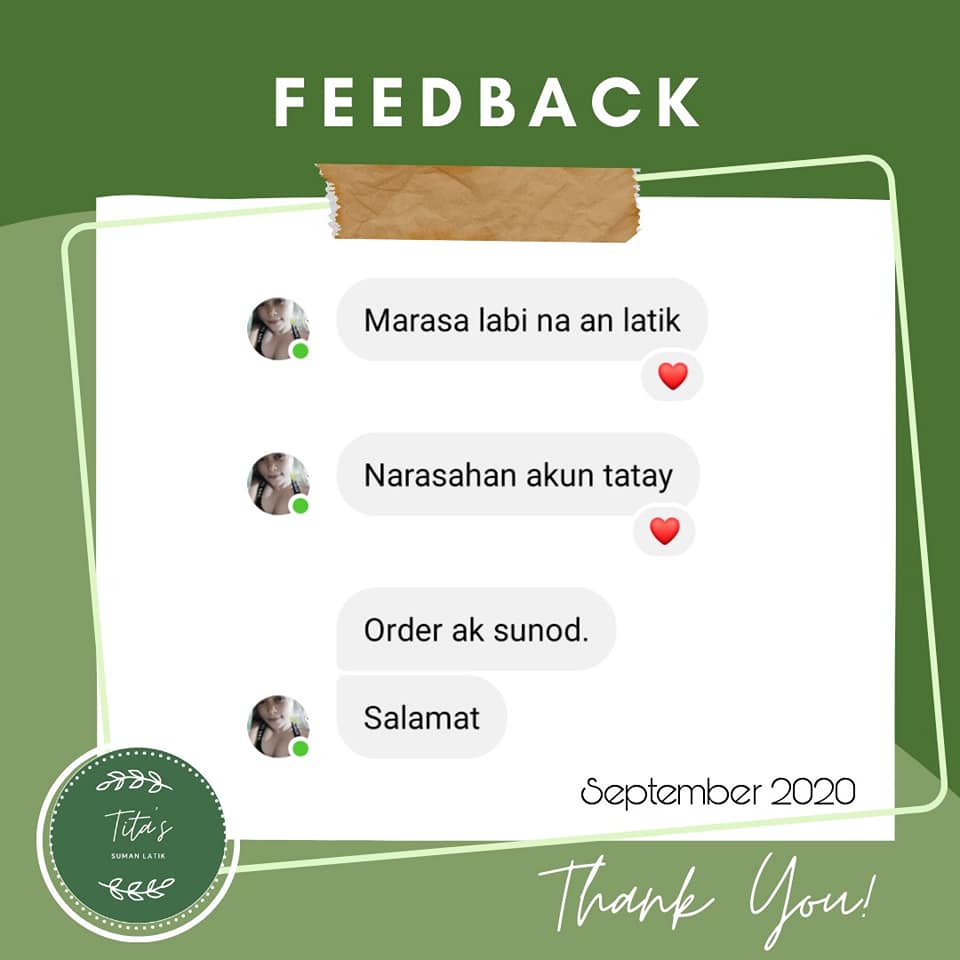 FEEDBACK
Marasa labi na an latik
Narasahan akun tatay
Order ak sunod.
Salamat
September 2020
Tita's
SUMAN LATIK
Thank You!